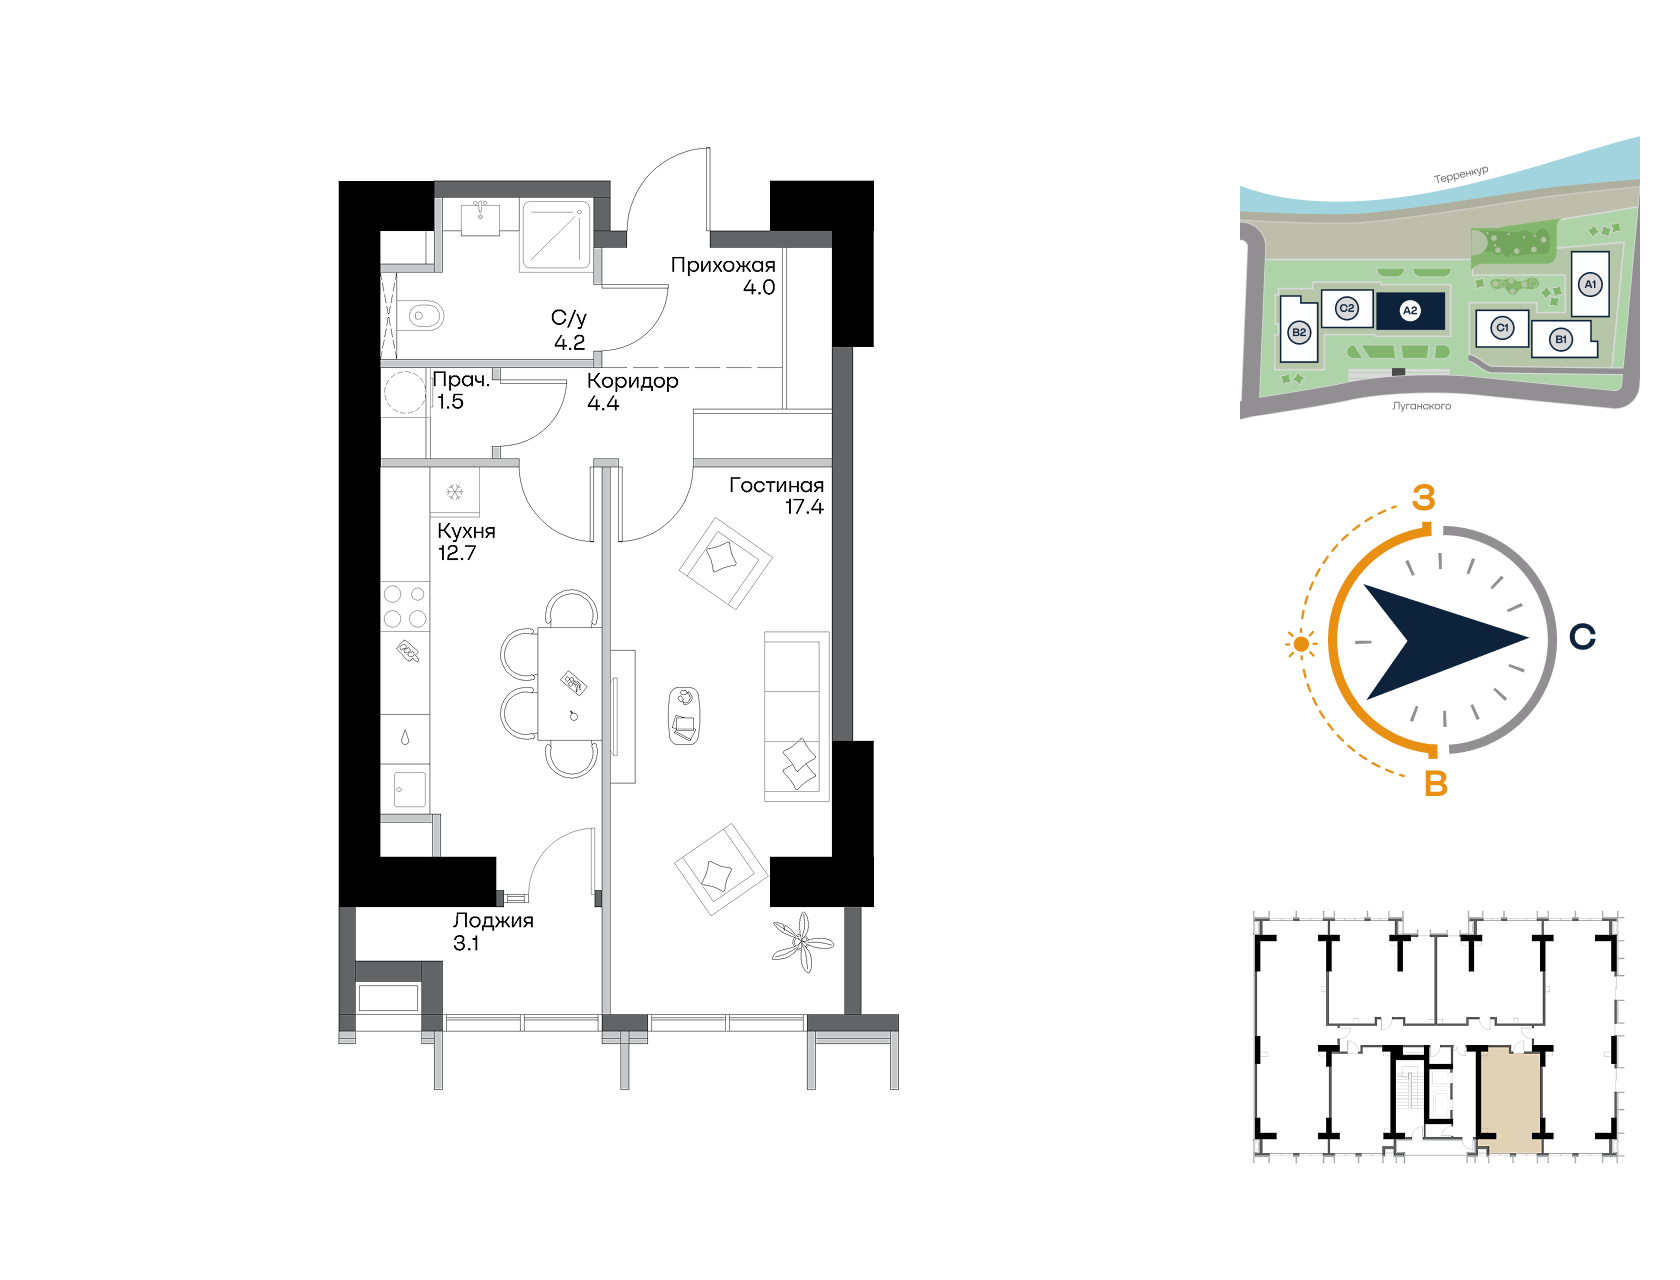 Прихожая
4.0
С/у
4.2
Прач.
1.5
Коридор
4.4
Гостиная
17.4
Кухня
12.7
Лоджия
3.1
Терренкур
A1
C2
A2
B2
C1
B1
Луганского
З
С
В